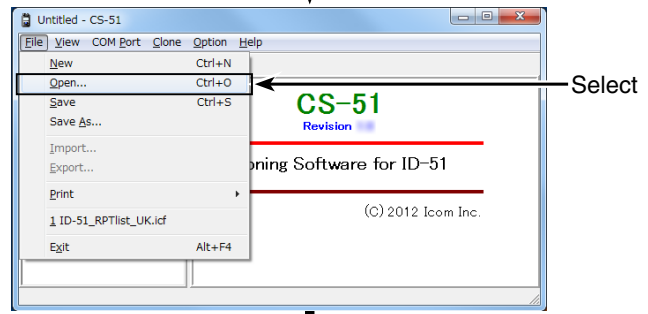 Untitled - CS-51
File View COM Port Clone Option Help
New Ctrl+N
Open... Ctrl+O
Save Ctrl+S
Save As...
Import...
Export...
Print
1 ID-51_RPTlist_UK.icf
Exit Alt+F4
CS-51
Revision
oning Software for ID-51
(C) 2012 Icom Inc.
Select